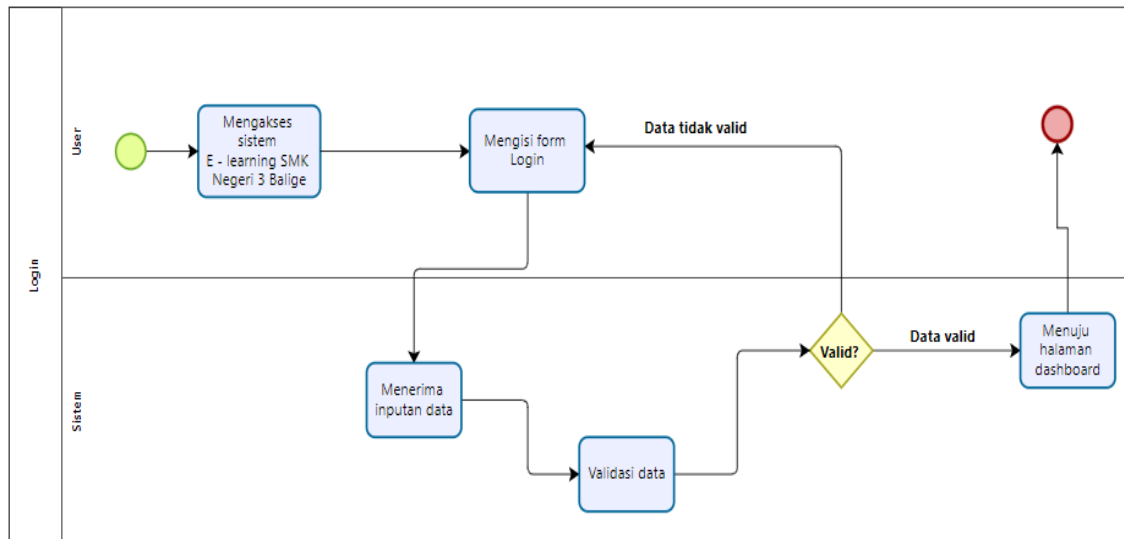 Login
User
Mengakses
sistem
E - learning SMK
Negeri 3 Balige
Mengisi form
Login
Data tidak valid
Sistem
Menerima
inputan data
Validasi data
Valid?
Data valid
Menuju
halaman
dashboard